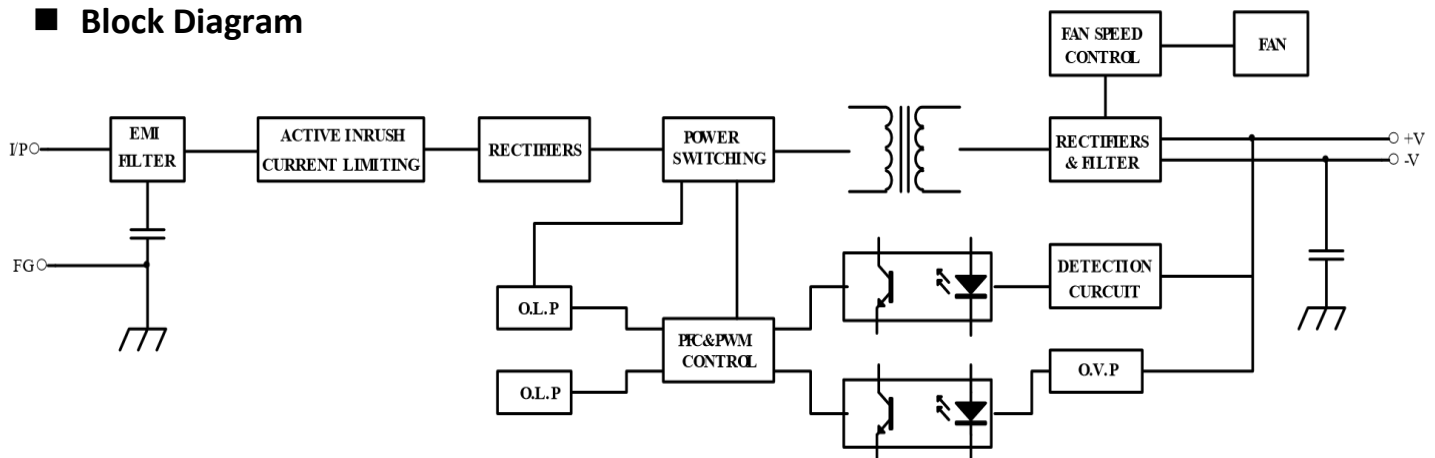 ■ Block Diagram
FAN SPEED
CONTROL
FAN
I/P
EMI
FILTER
ACTIVE INRUSH
CURRENT LIMITING
RECTIFIERS
POWER
SWITCHING
RECTIFIERS
& FILTER
+V
-V
FG
DETECTION
CURCUIT
O.L.P
PFC&PWM
CONTROL
O.V.P
O.L.P